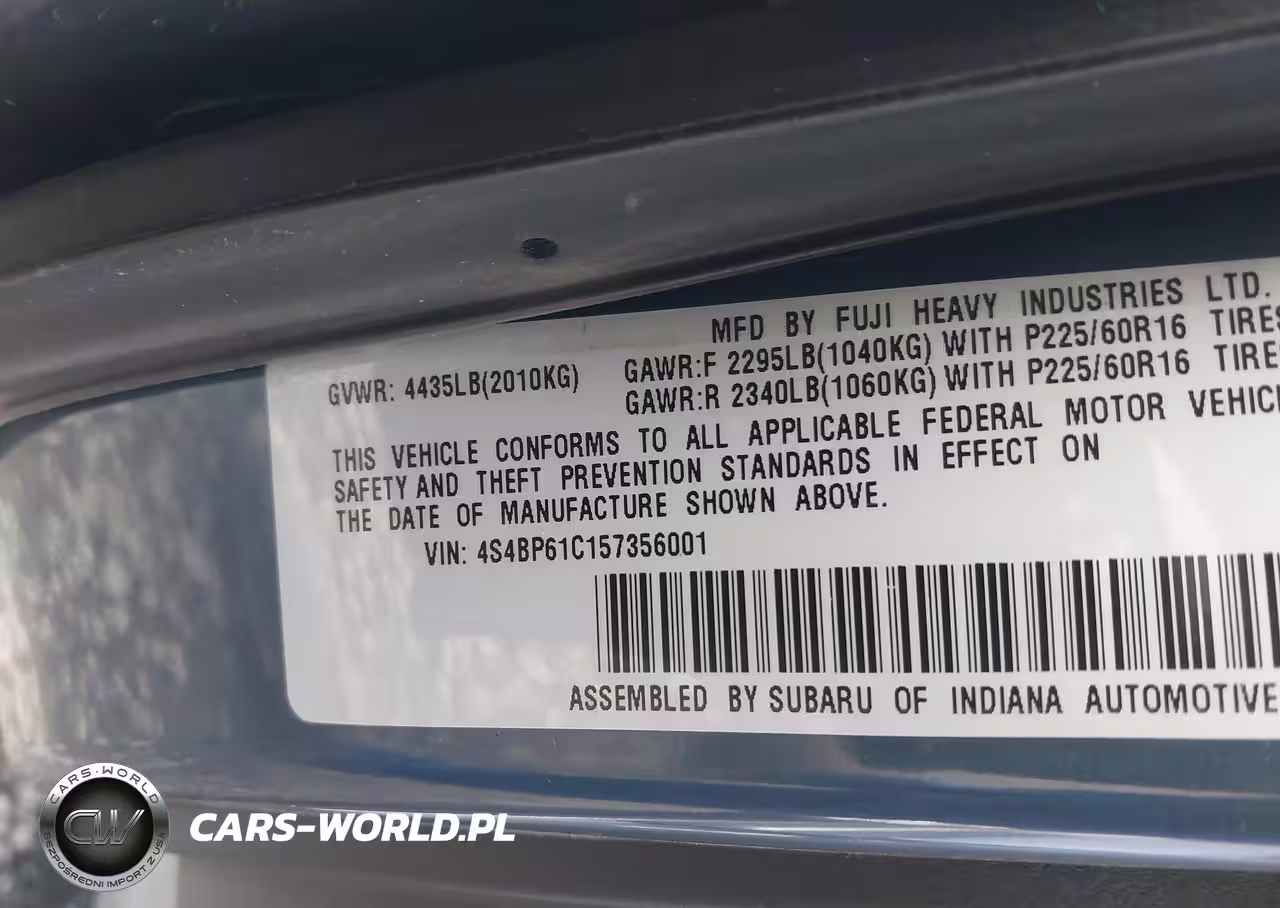 MFD BY FUJI HEAVY INDUSTRIES LTD.
GVWR: 4435LB(2010KG)
GAWR:F 2295LB(1040KG) WITH P225/60R16 TIRES
GAWR:R 2340LB(1060KG) WITH P225/60R16 TIRE
THIS VEHICLE CONFORMS TO ALL APPLICABLE FEDERAL MOTOR VEHIC
SAFETY AND THEFT PREVENTION STANDARDS IN EFFECT ON
THE DATE OF MANUFACTURE SHOWN ABOVE.
VIN: 4S4BP61C157356001
ASSEMBLED BY SUBARU OF INDIANA AUTOMOTIVE
CARS-WORLD
CW
BEZPOŚREDNI IMPORT Z USA
CARS-WORLD.PL